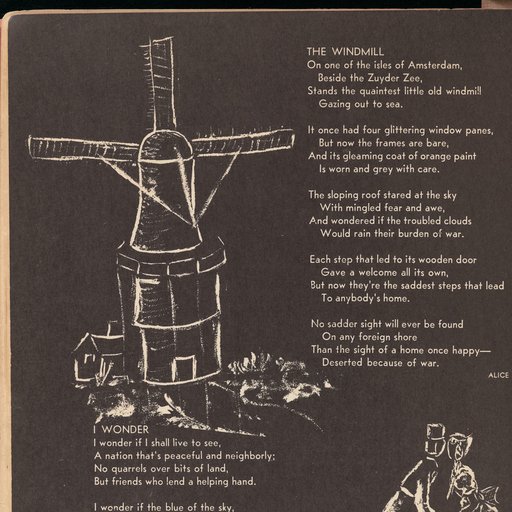 THE WINDMILL
On one of the isles of Amsterdam,
Beside the Zuyder Zee,
Stands the quaintest little old windmill
Gazing out to sea.
It once had four glittering window panes,
But now the frames are bare,
And its gleaming coat of orange paint
Is worn and grey with care.
The sloping roof stared at the sky
With mingled fear and awe,
And wondered if the troubled clouds
Would rain their burden of war.
Each step that led to its wooden door
Gave a welcome all its own,
But now they're the saddest steps that lead
To anybody's home.
No sadder sight will ever be found
On any foreign shore
Than the sight of a home once happy—
Deserted because of war.
ALICE
I WONDER
I wonder if I shall live to see,
A nation that's peaceful and neighborly;
No quarrels over bits of land,
But friends who lend a helping hand.
I wonder if the blue of the sky,